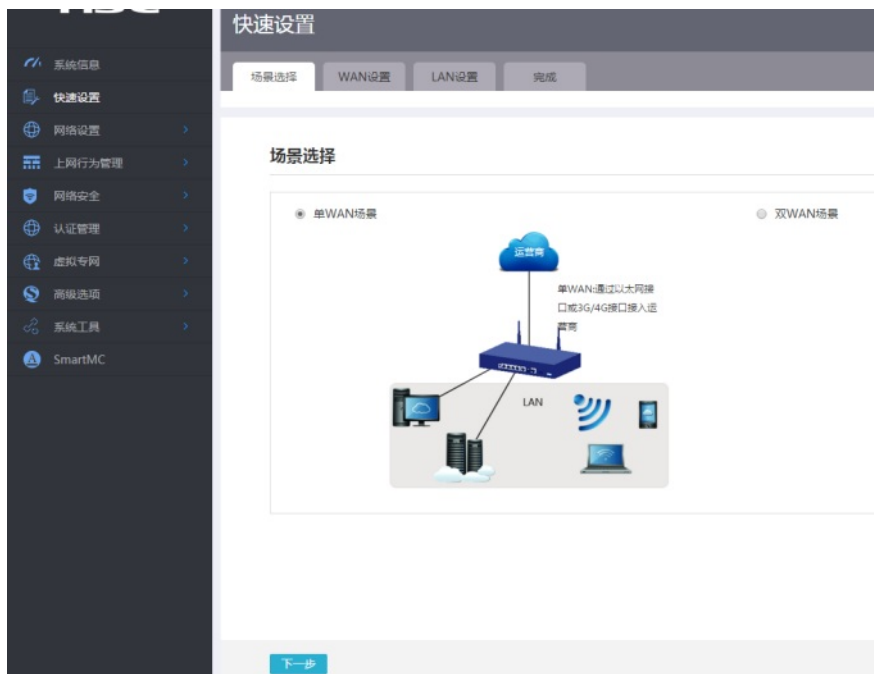 快速设置
系统信息
快速设置
网络设置
上网行为管理
网络安全
认证管理
虚拟专网
高级选项
系统工具
SmartMC
场景选择
WAN设置
LAN设置
完成
场景选择
单WAN场景
双WAN场景
运营商
单WAN:通过以太网接
口或3G/4G接口接入运
营商
LAN
下一步